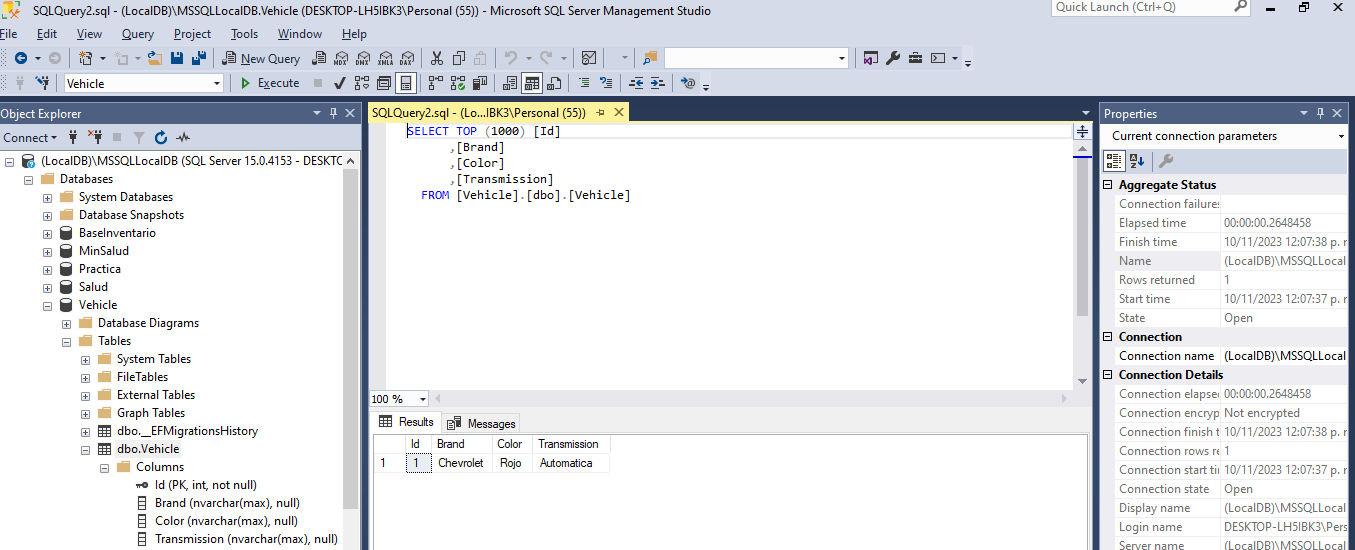 SQLQuery2.sql - (LocalDB)\MSSQLLocalDB.Vehicle (DESKTOP-LH5IBK3\Personal (55)) - Microsoft SQL Server Management Studio
Quick Launch (Ctrl+Q)
File Edit View Query Project Tools Window Help
New Query
MDX DMX XMLA DAX
Vehicle
Execute
Object Explorer
Connect
(LocalDB)\MSSQLLocalDB (SQL Server 15.0.4153 - DESKTC
Databases
System Databases
Database Snapshots
BaseInventario
MinSalud
Practica
Salud
Vehicle
Database Diagrams
Tables
System Tables
FileTables
External Tables
Graph Tables
dbo.__EFMigrationsHistory
dbo.Vehicle
Columns
Id (PK, int, not null)
Brand (nvarchar(max), null)
Color (nvarchar(max), null)
Transmission (nvarchar(max), null)
SQLQuery2.sql - (Lo...IBK3\Personal (55))
SELECT TOP (1000) [Id]
,[Brand]
,[Color]
,[Transmission]
FROM [Vehicle].[dbo].[Vehicle]
100 %
Results Messages
Id Brand Color Transmission
1 1 Chevrolet Rojo Automatica
Properties
Current connection parameters
Aggregate Status
Connection failures
Elapsed time 00:00:00.2648458
Finish time 10/11/2023 12:07:38 p. r
Name (LocalDB)\MSSQLLocal
Rows returned 1
Start time 10/11/2023 12:07:37 p. r
State Open
Connection
Connection name (LocalDB)\MSSQLLocal
Connection Details
Connection elapse 00:00:00.2648458
Connection encryp Not encrypted
Connection finish t 10/11/2023 12:07:38 p. r
Connection rows re 1
Connection start tir 10/11/2023 12:07:37 p. r
Connection state Open
Display name (LocalDB)\MSSQLLocal
Login name DESKTOP-LH5IBK3\Pers
Server name (LocalDB)\MSSQLLocal